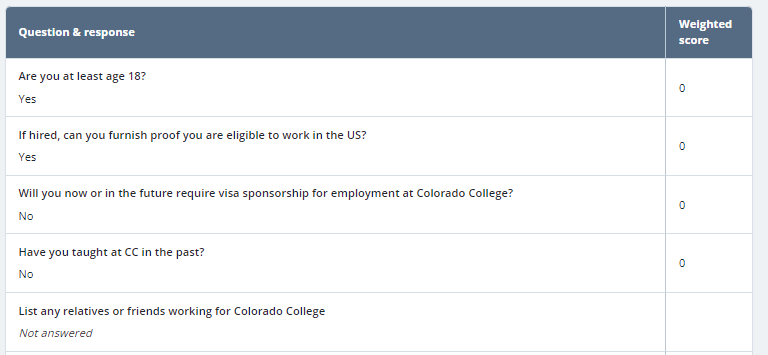 Question & response
Weighted
score
Are you at least age 18?
Yes
0
If hired, can you furnish proof you are eligible to work in the US?
Yes
0
Will you now or in the future require visa sponsorship for employment at Colorado College?
No
0
Have you taught at CC in the past?
No
0
List any relatives or friends working for Colorado College
Not answered